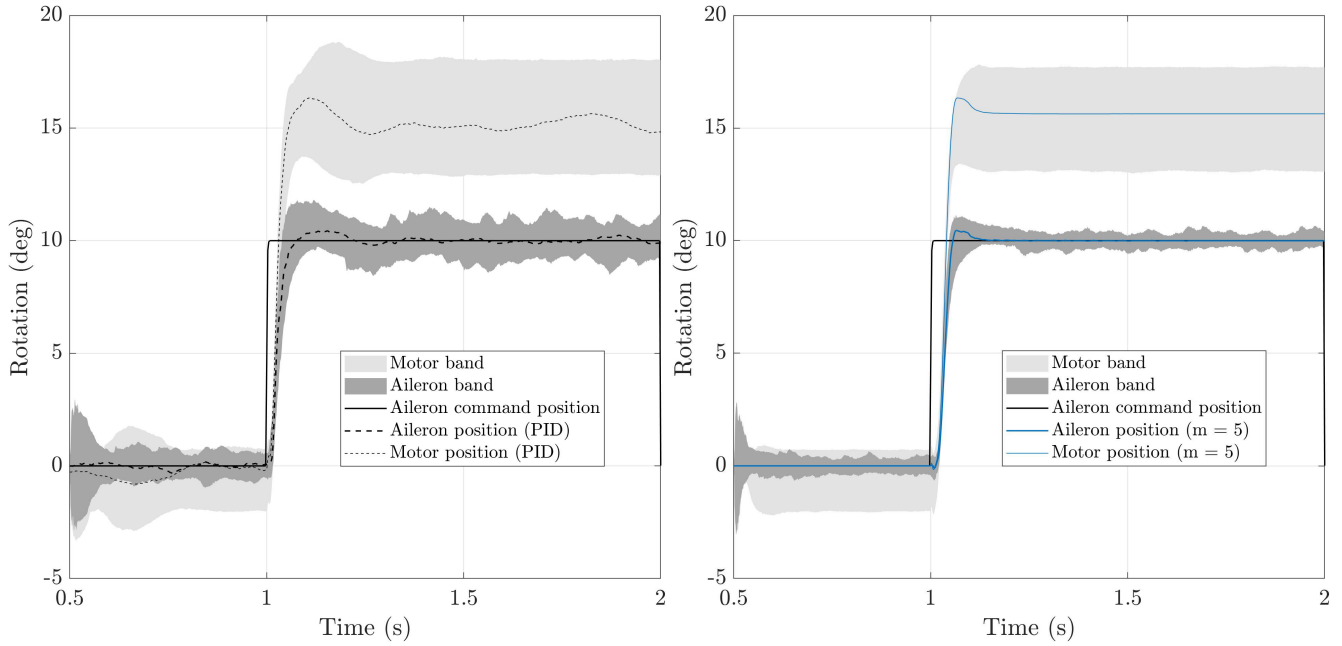 20
15
10
5
0
-5
Rotation (deg)
Motor band
Aileron band
Aileron command position
Aileron position (PID)
Motor position (PID)
0.5
1
1.5
2
Time (s)
20
15
10
5
0
-5
Rotation (deg)
Motor band
Aileron band
Aileron command position
Aileron position (m = 5)
Motor position (m = 5)
0.5
1
1.5
2
Time (s)